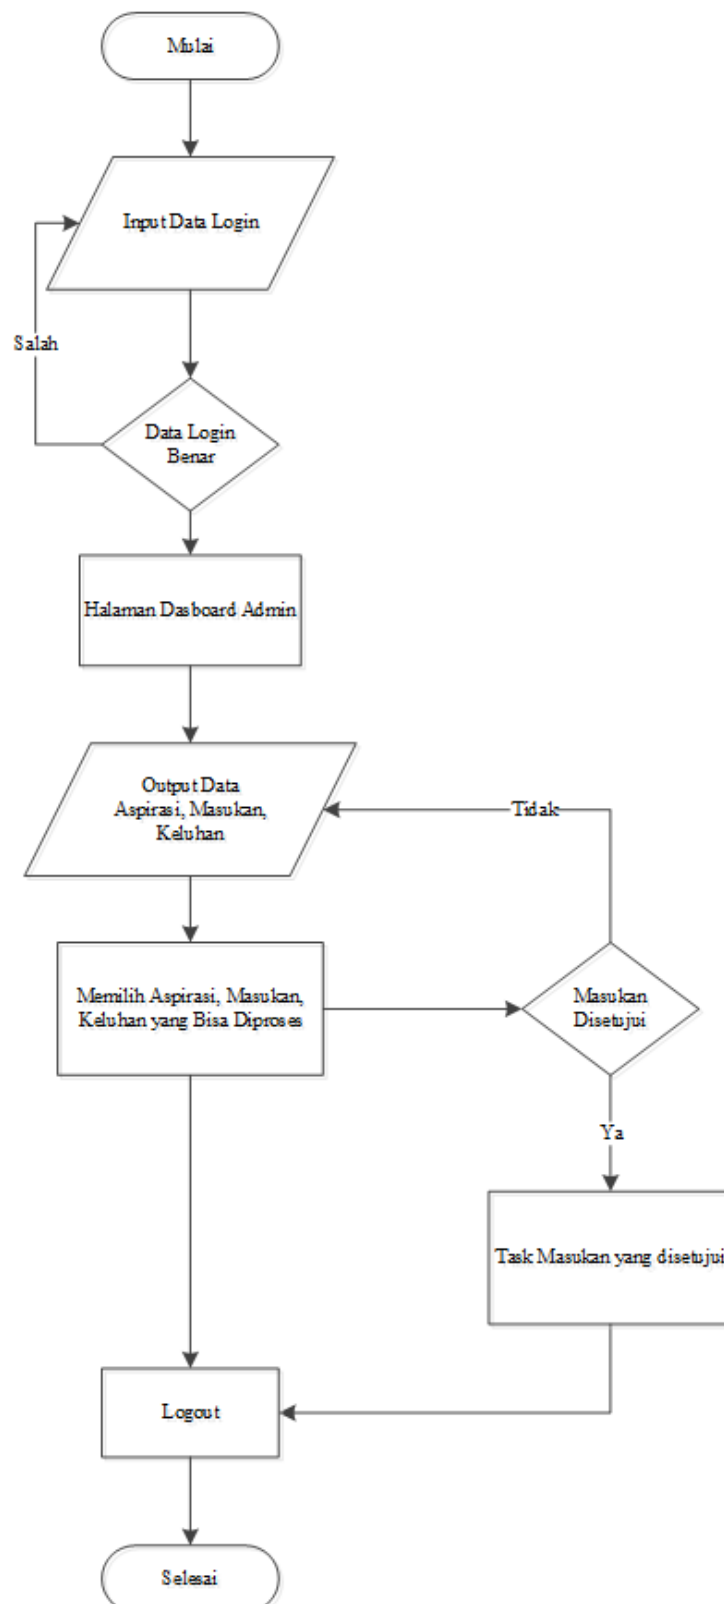 Mulai
Input Data Login
Salah
Data Login
Benar
Halaman Dasboard Admin
Output Data
Aspirasi, Masukan,
Keluhan
Tidak
Memilih Aspirasi, Masukan,
Keluhan yang Bisa Diproses
Masukan
Disetujui
Ya
Task Masukan yang disetujui
Logout
Selesai